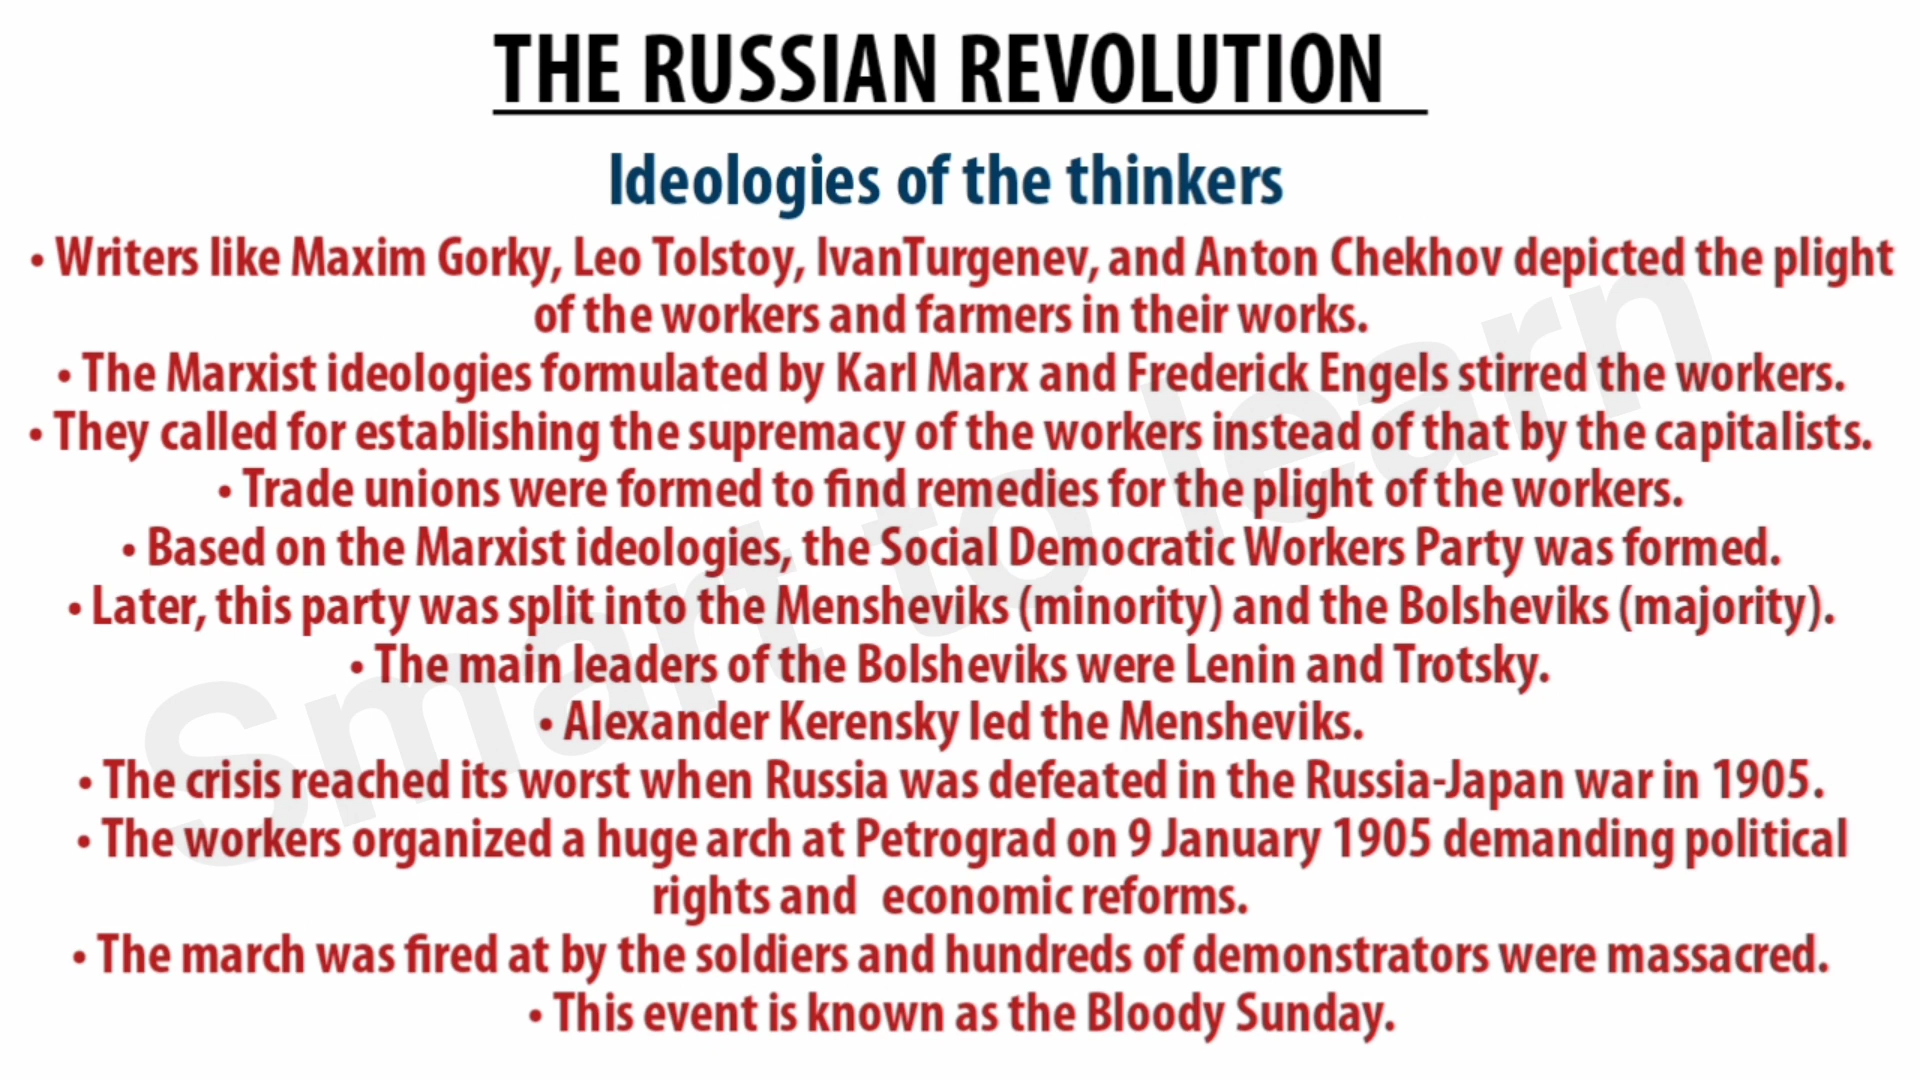 THE RUSSIAN REVOLUTION
Ideologies of the thinkers
• Writers like Maxim Gorky, Leo Tolstoy, IvanTurgenev, and Anton Chekhov depicted the plight
of the workers and farmers in their works.
• The Marxist ideologies formulated by Karl Marx and Frederick Engels stirred the workers.
• They called for establishing the supremacy of the workers instead of that by the capitalists.
• Trade unions were formed to find remedies for the plight of the workers.
• Based on the Marxist ideologies, the Social Democratic Workers Party was formed.
• Later, this party was split into the Mensheviks (minority) and the Bolsheviks (majority).
• The main leaders of the Bolsheviks were Lenin and Trotsky.
• Alexander Kerensky led the Mensheviks.
• The crisis reached its worst when Russia was defeated in the Russia-Japan war in 1905.
• The workers organized a huge arch at Petrograd on 9 January 1905 demanding political
rights and economic reforms.
• The march was fired at by the soldiers and hundreds of demonstrators were massacred.
• This event is known as the Bloody Sunday.
Smart to learn